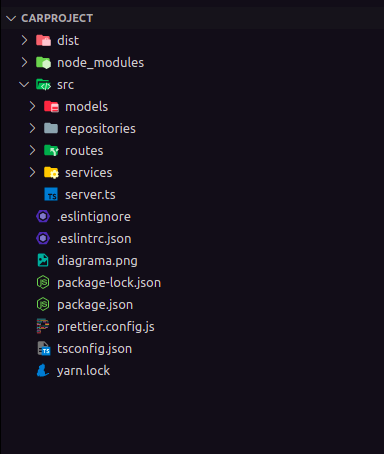 CARPROJECT
dist
node_modules
src
models
repositories
routes
services
TS server.ts
.eslintignore
.eslintrc.json
diagrama.png
package-lock.json
package.json
prettier.config.js
TS tsconfig.json
yarn.lock